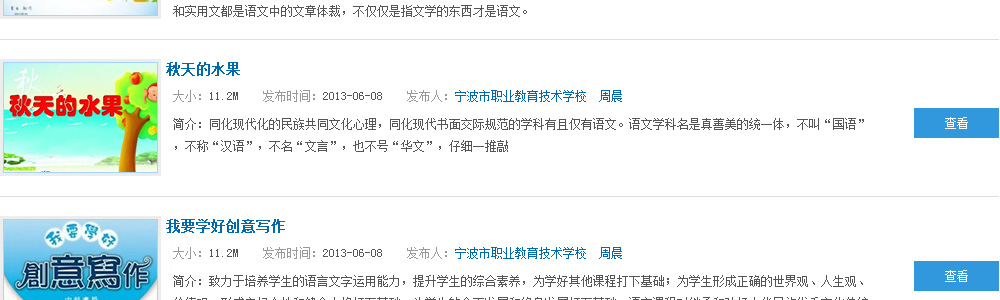 和实用文都是语文中的文章体裁，不仅仅是指文学的东西才是语文。
秋天的水果
秋
秋天的水果
大小：11.2M 发布时间：2013-06-08 发布人：宁波市职业教育技术学校 周晨
简介：同化现代化的民族共同文化心理，同化现代书面交际规范的学科有且仅有语文。语文学科名是真善美的统一体，不叫“国语”
，不称“汉语”，不名“文言”，也不号“华文”，仔细一推敲
查看
我要学好创意写作
我要學好
創意寫作
大小：11.2M 发布时间：2013-06-08 发布人：宁波市职业教育技术学校 周晨
简介：致力于培养学生的语言文字运用能力，提升学生的综合素养，为学好其他课程打下基础；为学生形成正确的世界观、人生观、
查看